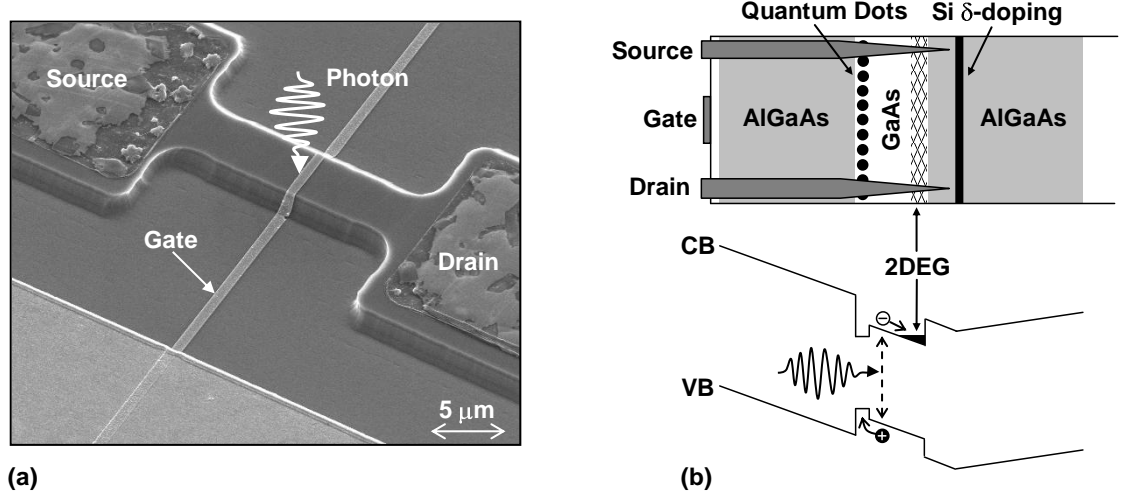 Source
Photon
Gate
Drain
5 μm
(a)
Quantum Dots
Si δ-doping
Source
Gate
Drain
AlGaAs
GaAs
AlGaAs
CB
2DEG
VB
(b)